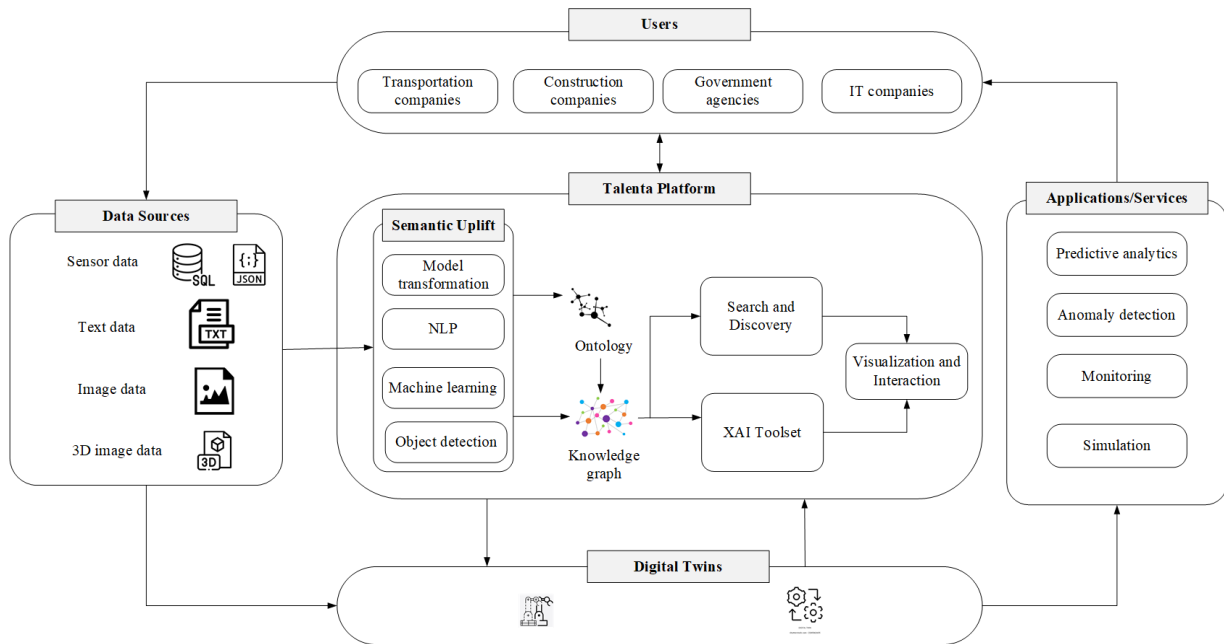 Users
Transportation
companies
Construction
companies
Government
agencies
IT companies
Data Sources
Sensor data
SQL
{;}
JSON
Text data
TXT
Image data
3D image data
3D
Talenta Platform
Semantic Uplift
Model
transformation
NLP
Machine learning
Object detection
Ontology
Knowledge
graph
Search and
Discovery
XAI Toolset
Visualization and
Interaction
Applications/Services
Predictive analytics
Anomaly detection
Monitoring
Simulation
Digital Twins